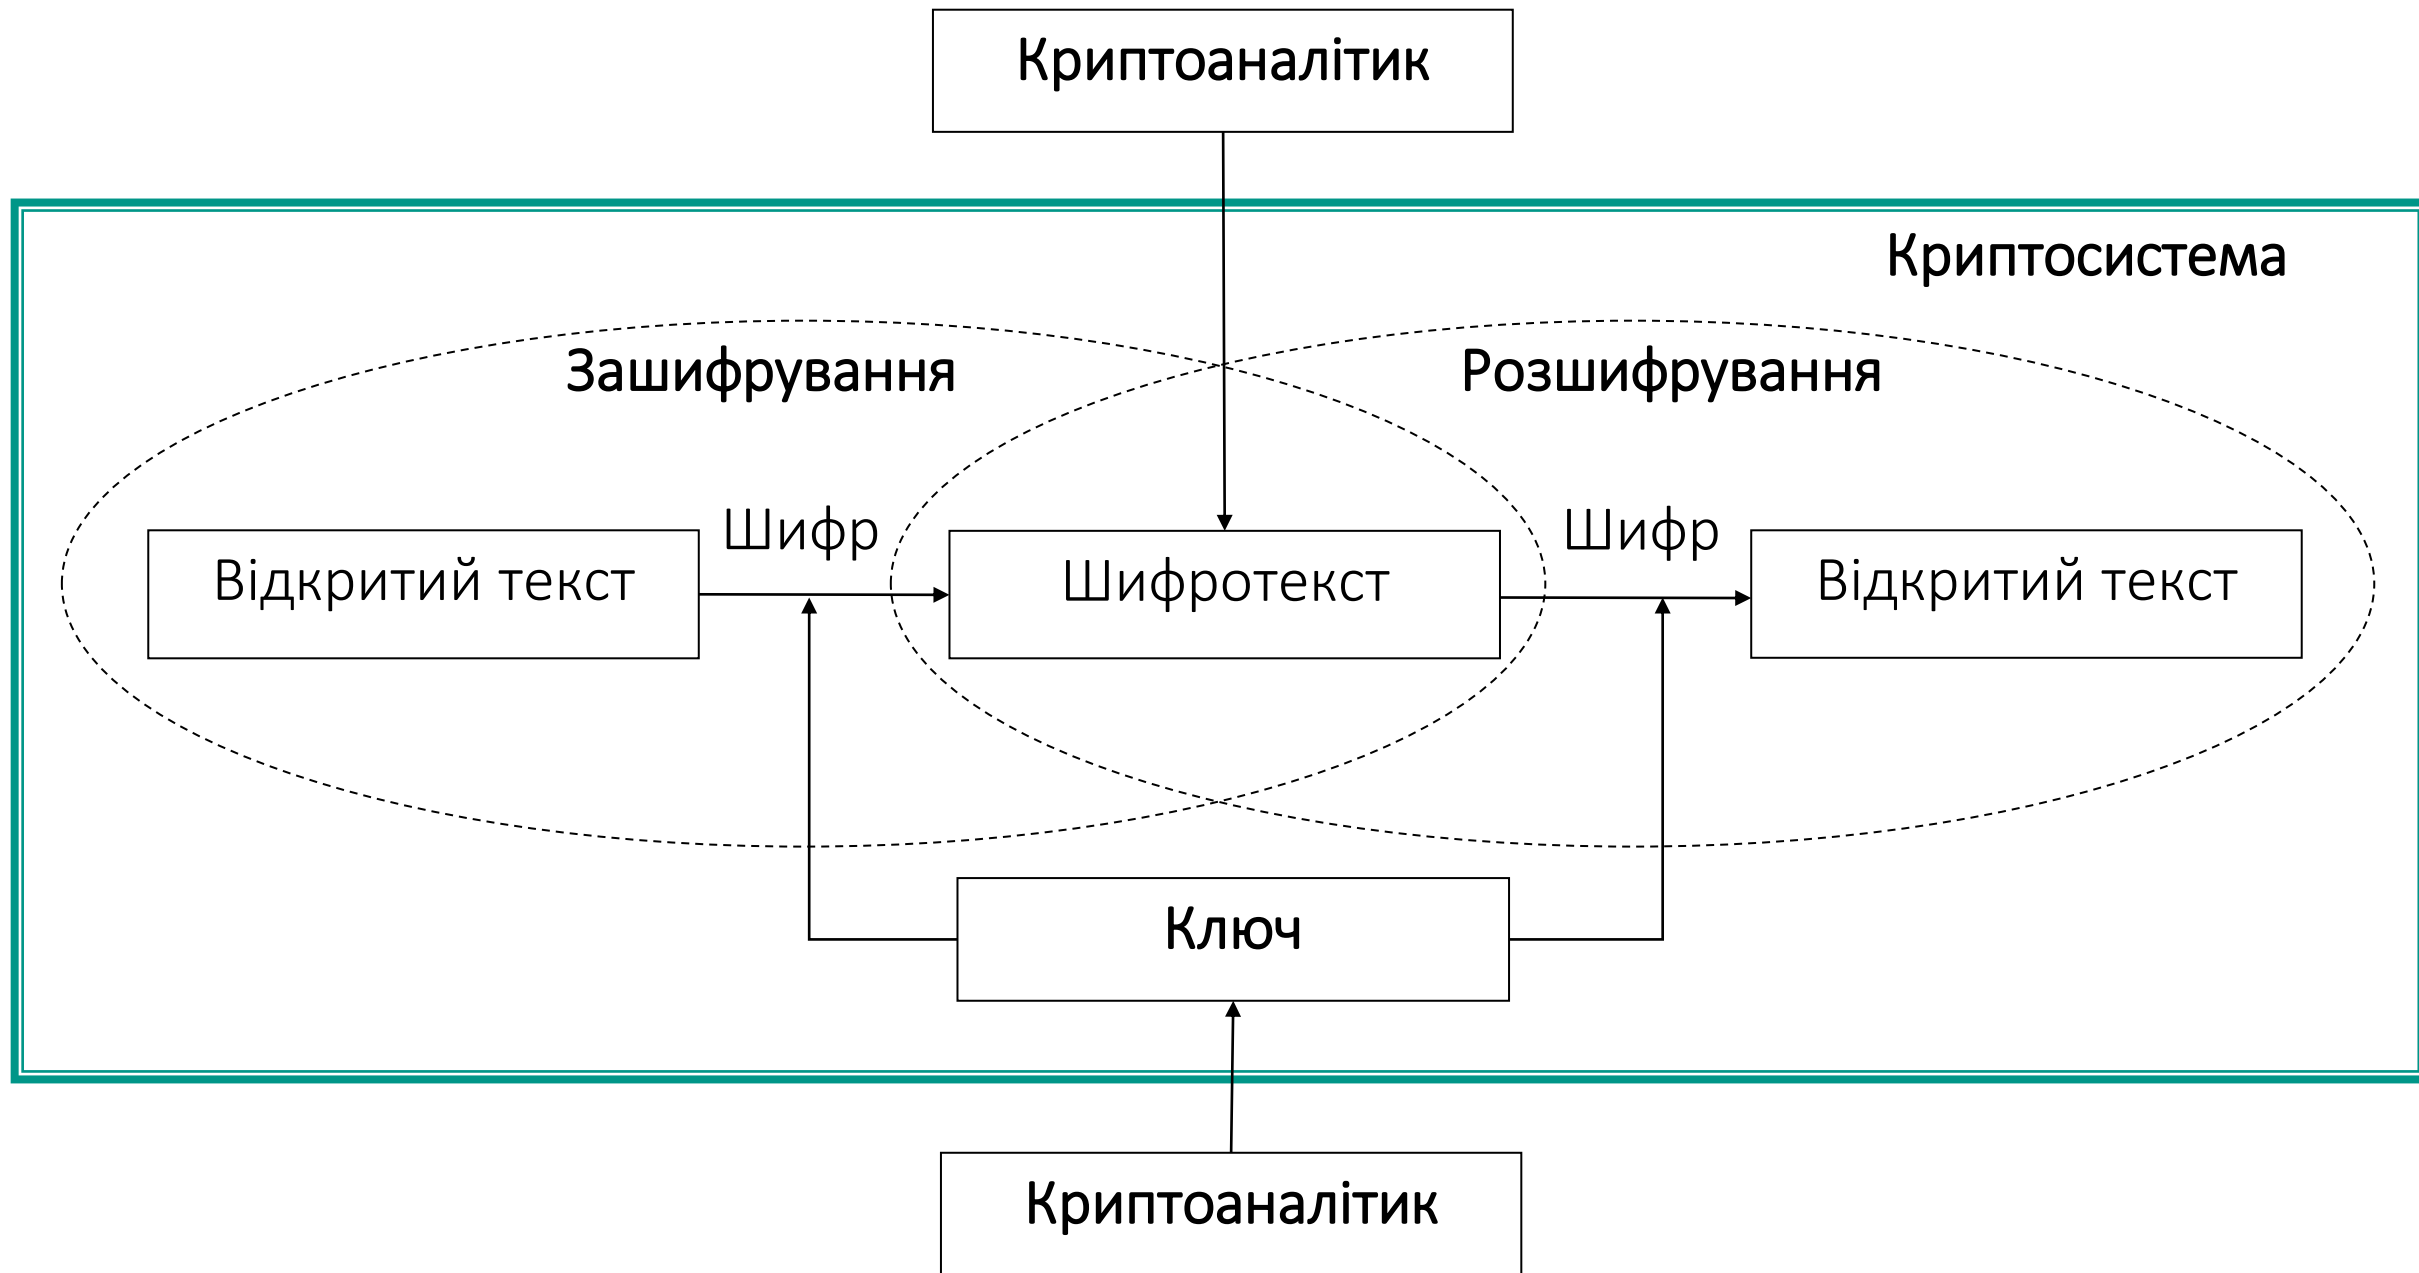 Криптоаналітик
Криптосистема
Зашифрування
Розшифрування
Шифр
Шифр
Відкритий текст
Шифротекст
Відкритий текст
Ключ
Криптоаналітик